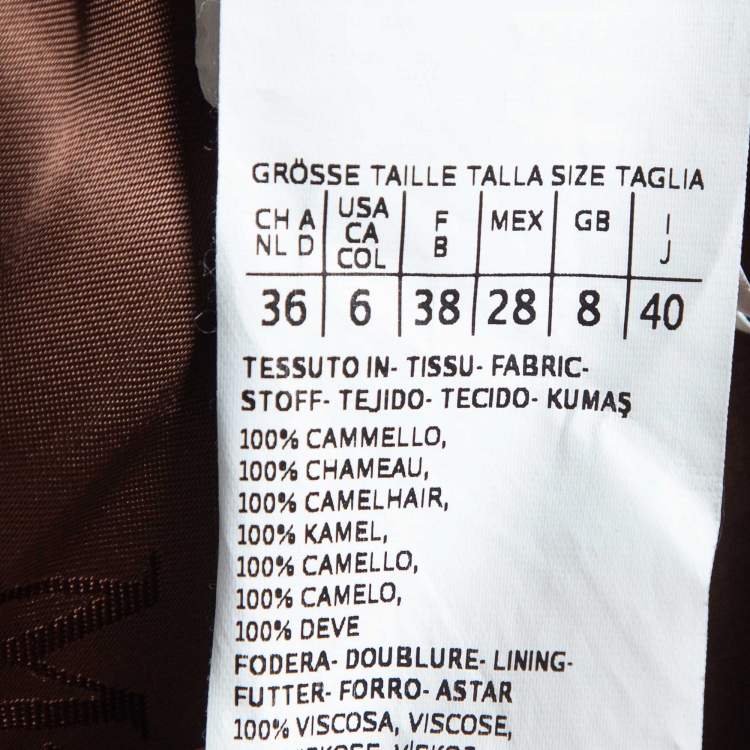 GRÖSSE TAILLE TALLA SIZE TAGLIA
CH A NL D | USA CA COL | F B | MEX | GB | I J
36 | 6 | 38 | 28 | 8 | 40
TESSUTO IN- TISSU- FABRIC-
STOFF- TEJIDO- TECIDO- KUMAŞ
100% CAMMELLO,
100% CHAMEAU,
100% CAMELHAIR,
100% KAMEL,
100% CAMELLO,
100% CAMELO,
100% DEVE
FODERA- DOUBLURE- LINING-
FUTTER- FORRO- ASTAR
100% VISCOSA, VISCOSE,